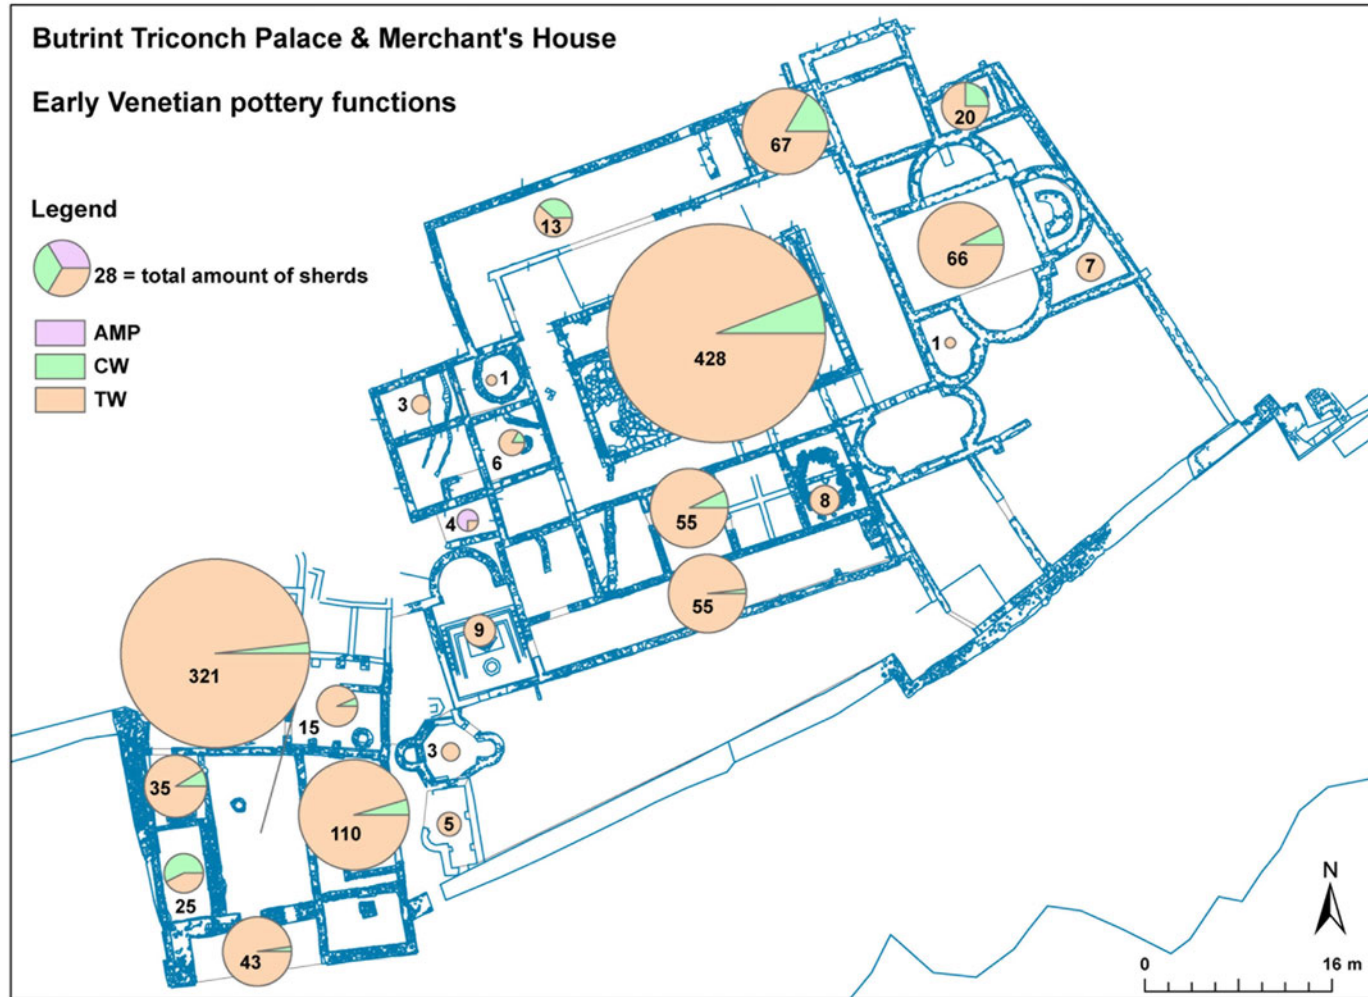 Butrint Triconch Palace & Merchant's House
Early Venetian pottery functions
Legend
28 = total amount of sherds
AMP
CW
TW
67
20
13
66
7
428
1
1
3
6
55
8
4
55
9
321
15
3
35
110
5
25
43
N
0 16 m